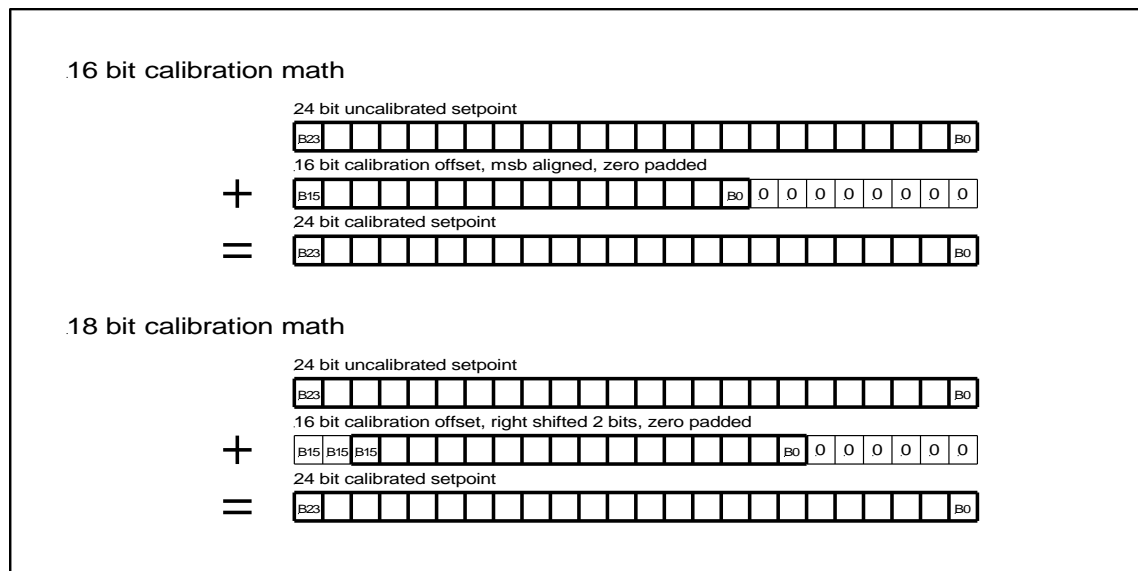 16 bit calibration math
24 bit uncalibrated setpoint
B23 B0
16 bit calibration offset, msb aligned, zero padded
+ B15 B0 0 0 0 0 0 0 0 0
24 bit calibrated setpoint
= B23 B0
18 bit calibration math
24 bit uncalibrated setpoint
B23 B0
16 bit calibration offset, right shifted 2 bits, zero padded
+ B15 B15 B15 B0 0 0 0 0 0 0
24 bit calibrated setpoint
= B23 B0